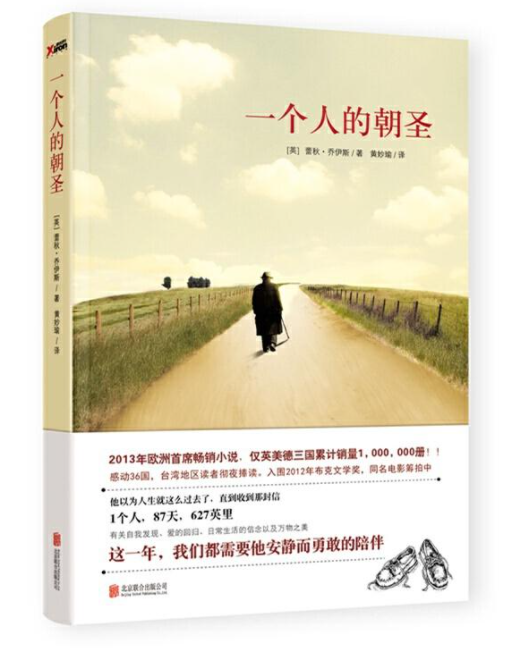 一个人的朝圣
[英] 蕾秋·乔伊斯/著 黄妙瑜/译
一个人的朝圣
[英] 蕾秋·乔伊斯/著 黄妙瑜/译
2013年欧洲首席畅销小说，仅英美德三国累计销量1,000,000册！！
感动36国，台湾地区读者彻夜捧读。入围2012年布克文学奖，同名电影筹拍中
他以为人生就这么过去了，直到收到那封信
1个人，87天，627英里
有关自我发现、爱的回归、日常生活的信念以及万物之美
这一年，我们都需要他安静而勇敢的陪伴
北京联合出版公司
北京联合出版公司